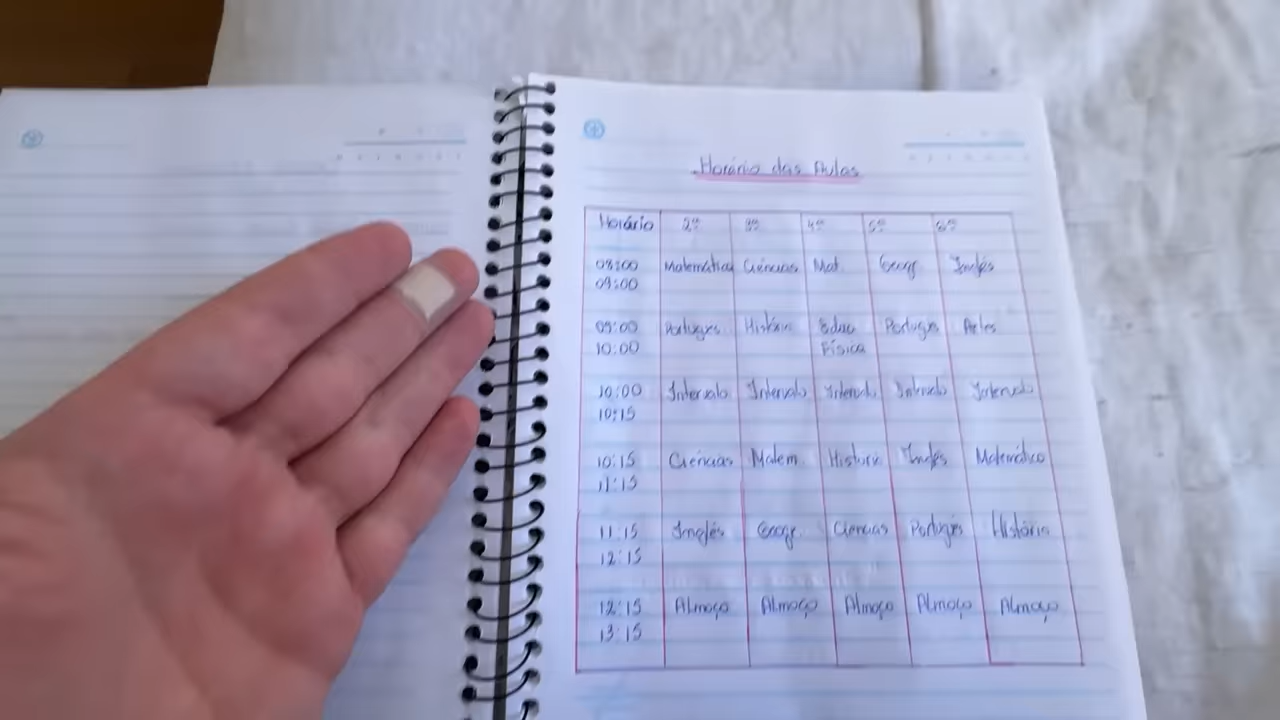 Horário das Aulas
Horário 2ª 3ª 4ª 5ª 6ª
08:00 Matemática Ciências Mat. Geogr Inglês
09:00
09:00 Portugues História Educ Portugues Artes
10:00 Física
10:00 Intervalo Intervalo Intervalo Intervalo Intervalo
10:15
10:15 Ciências Matem. História Inglês Matemática
11:15
11:15 Inglês Geogr. Ciências Português História
12:15
12:15 Almoço Almoço Almoço Almoço Almoço
13:15